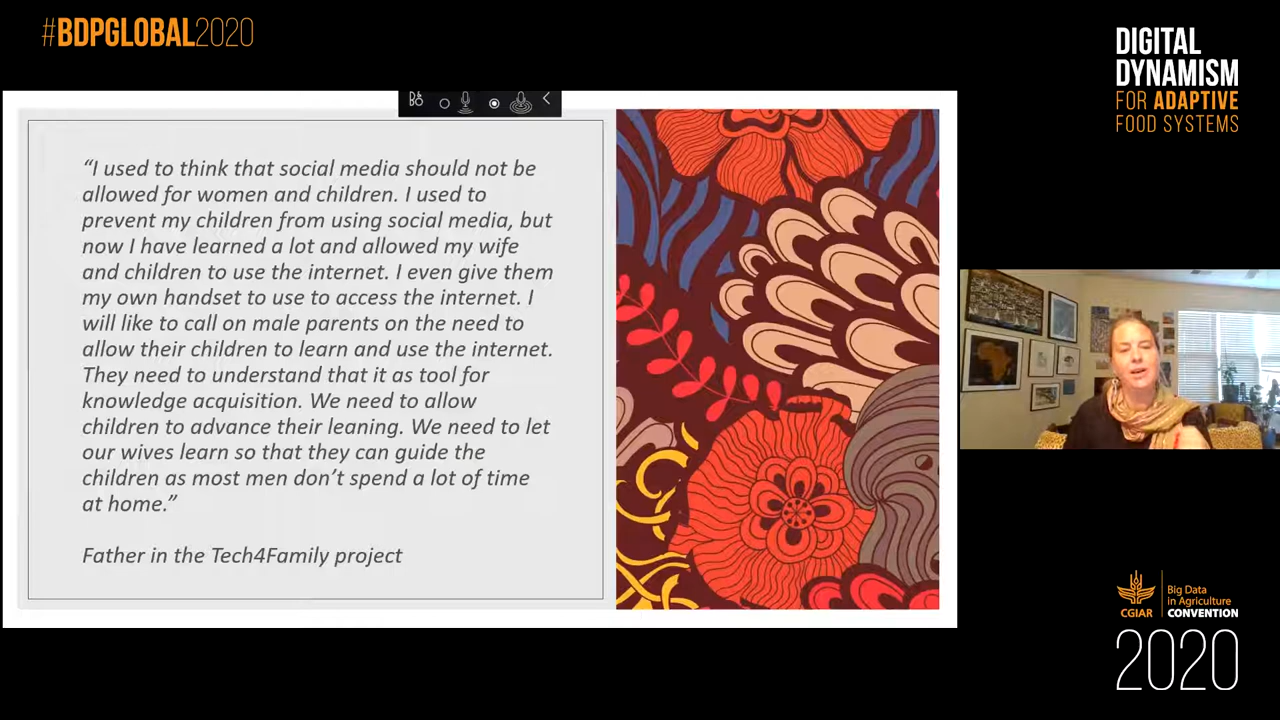 #BDPGLOBAL2020
DIGITAL
DYNAMISM
FOR ADAPTIVE
FOOD SYSTEMS
“I used to think that social media should not be
allowed for women and children. I used to
prevent my children from using social media, but
now I have learned a lot and allowed my wife
and children to use the internet. I even give them
my own handset to use to access the internet. I
will like to call on male parents on the need to
allow their children to learn and use the internet.
They need to understand that it as tool for
knowledge acquisition. We need to allow
children to advance their leaning. We need to let
our wives learn so that they can guide the
children as most men don’t spend a lot of time
at home.”
Father in the Tech4Family project
CGIAR
Big Data
in Agriculture
CONVENTION
2020